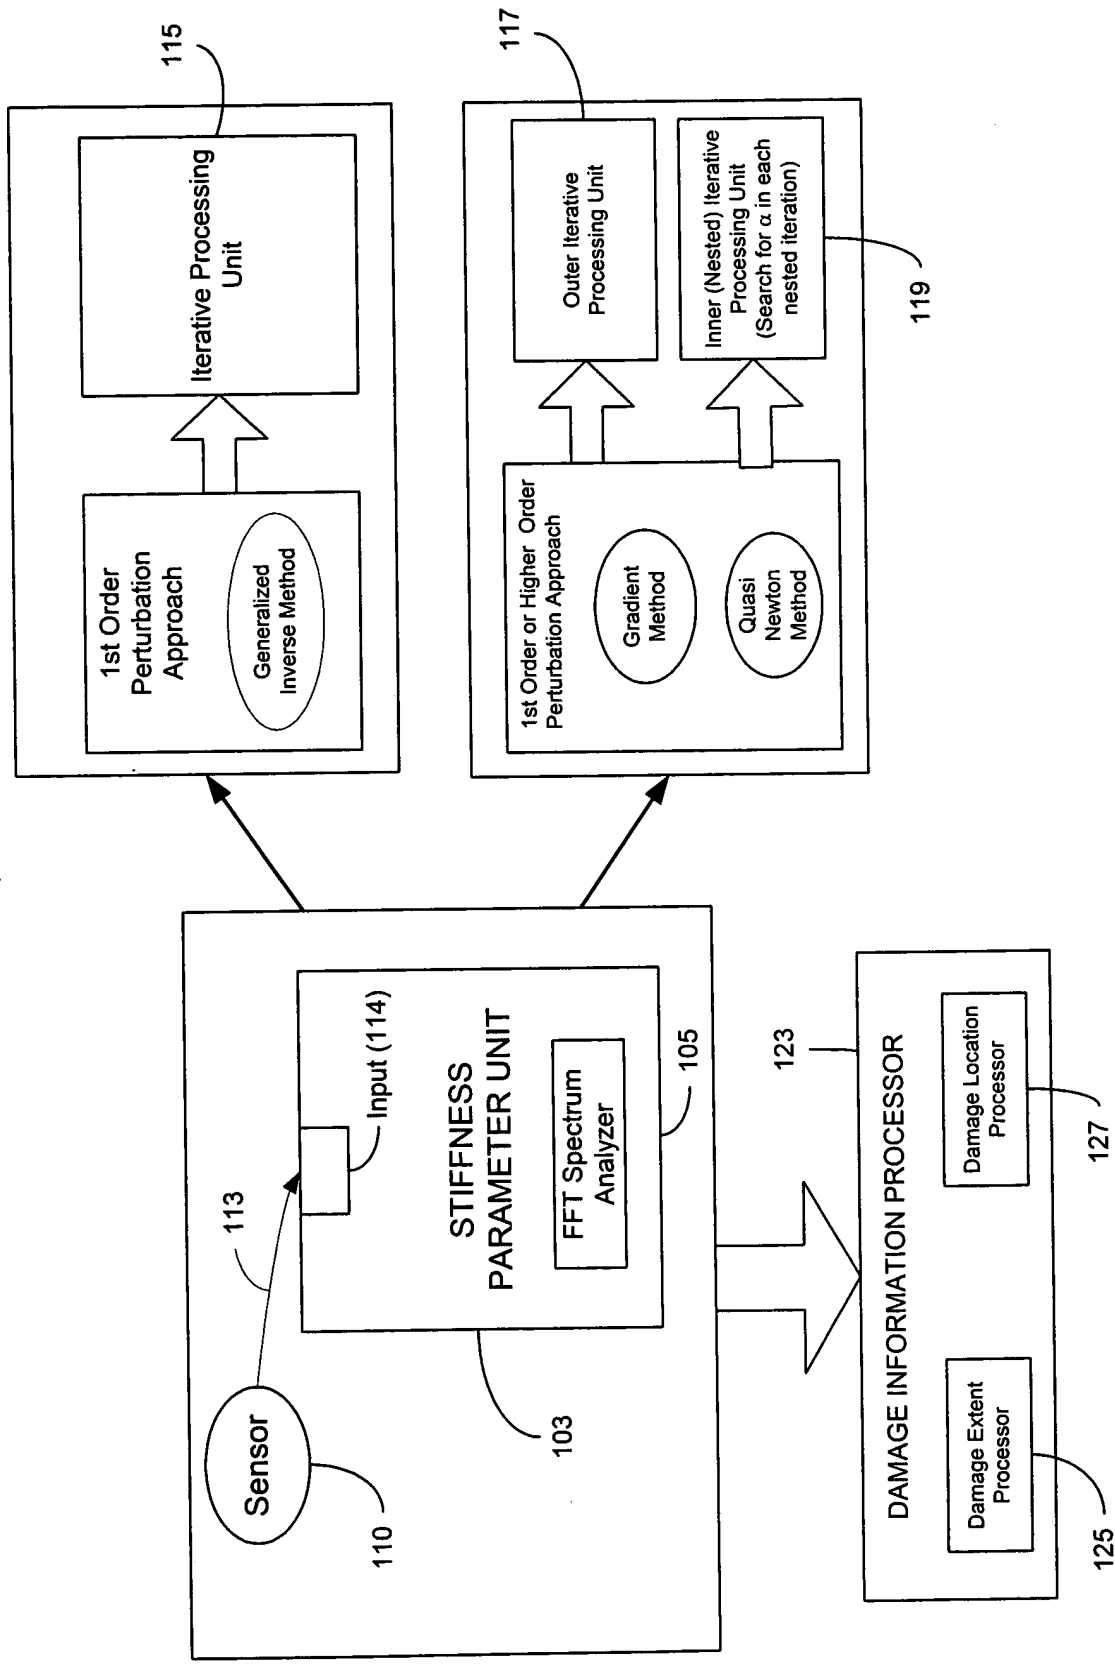 Sensor
110
113
Input (114)
STIFFNESS
PARAMETER UNIT
FFT Spectrum
Analyzer
103
105
1st Order
Perturbation
Approach
Generalized
Inverse Method
Iterative Processing
Unit
115
1st Order or Higher Order
Perturbation Approach
Gradient
Method
Quasi
Newton
Method
Outer Iterative
Processing Unit
117
Inner (Nested) Iterative
Processing Unit
(Search for α in each
nested iteration)
119
123
DAMAGE INFORMATION PROCESSOR
Damage Extent
Processor
125
Damage Location
Processor
127